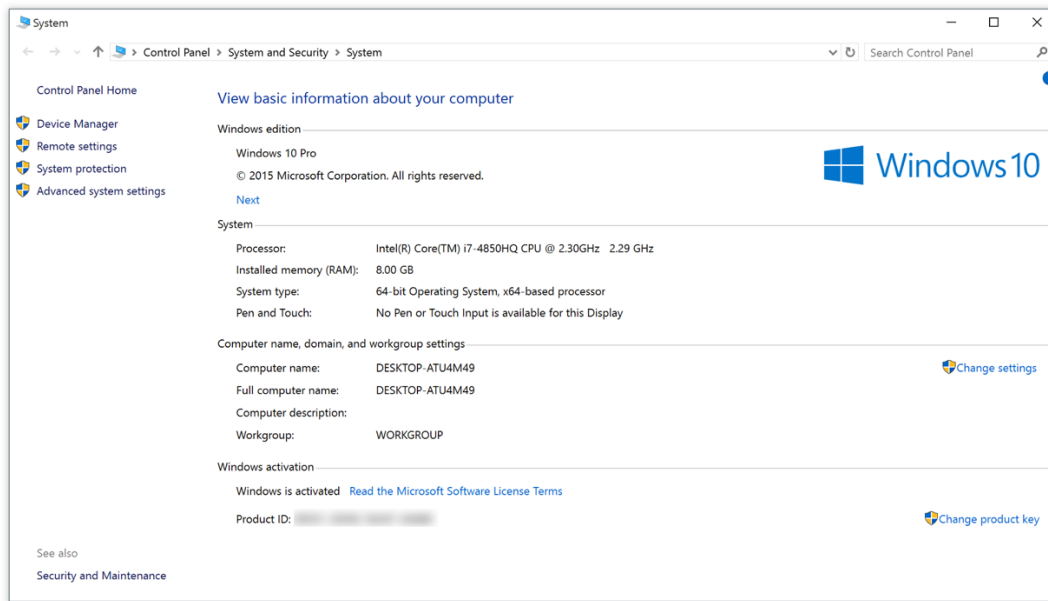 System
Control Panel > System and Security > System
Search Control Panel
Control Panel Home
Device Manager
Remote settings
System protection
Advanced system settings
View basic information about your computer
Windows edition
Windows 10 Pro
© 2015 Microsoft Corporation. All rights reserved.
Next
Windows 10
System
Processor: Intel(R) Core(TM) i7-4850HQ CPU @ 2.30GHz 2.29 GHz
Installed memory (RAM): 8.00 GB
System type: 64-bit Operating System, x64-based processor
Pen and Touch: No Pen or Touch Input is available for this Display
Computer name, domain, and workgroup settings
Computer name: DESKTOP-ATU4M49
Change settings
Full computer name: DESKTOP-ATU4M49
Computer description:
Workgroup: WORKGROUP
Windows activation
Windows is activated Read the Microsoft Software License Terms
Product ID:
Change product key
See also
Security and Maintenance